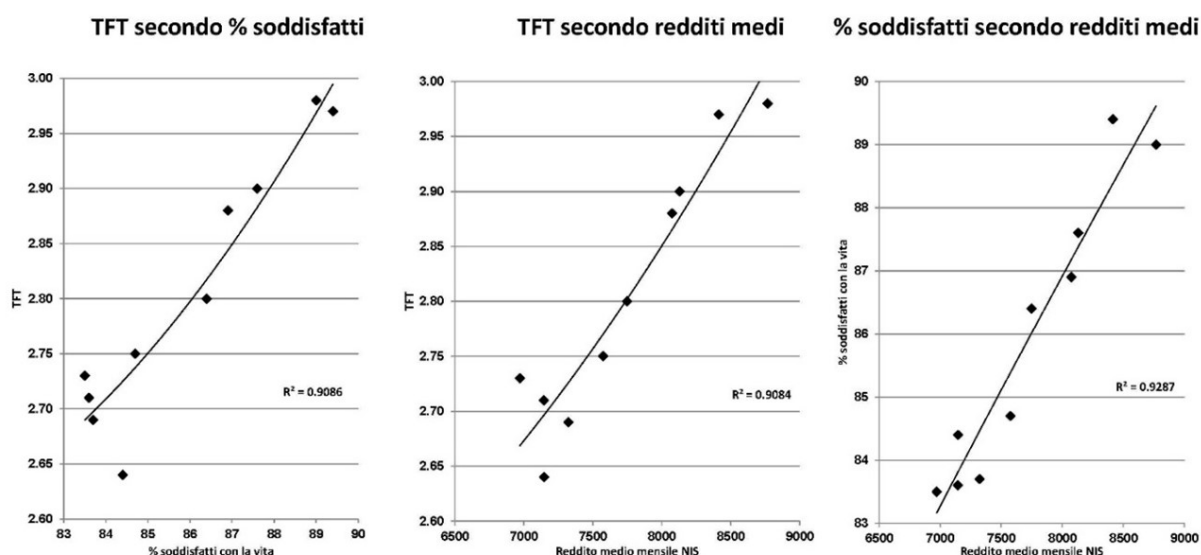 TFT secondo % soddisfatti
3.00
2.95
2.90
2.85
2.80
2.75
2.70
2.65
2.60
TFT
R² = 0.9086
83 84 85 86 87 88 89 90
% soddisfatti con la vita
TFT secondo redditi medi
3.00
2.95
2.90
2.85
2.80
2.75
2.70
2.65
2.60
TFT
R² = 0.9084
6500 7000 7500 8000 8500 9000
Reddito medio mensile NIS
% soddisfatti secondo redditi medi
90
89
88
87
86
85
84
83
% soddisfatti con la vita
R² = 0.9287
6500 7000 7500 8000 8500 9000
Reddito medio mensile NIS